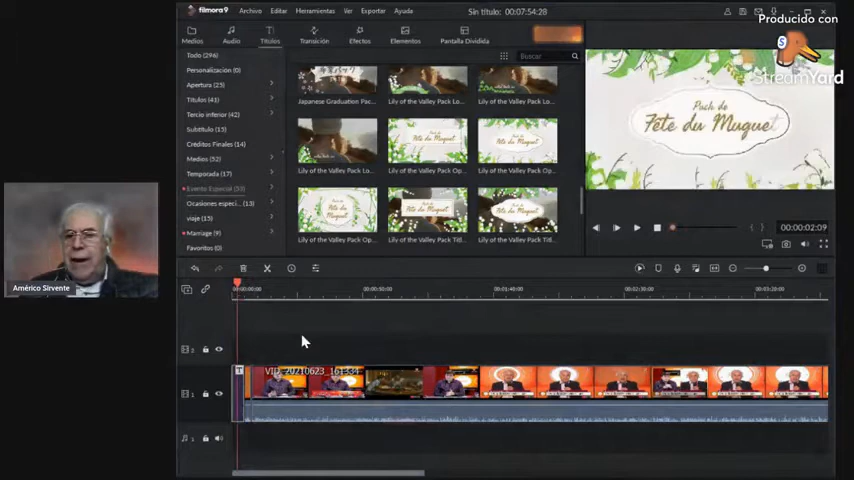 filmora9
Archivo Editar Herramientas Ver Exportar Ayuda
Sin título: 00:07:54:28
Producido con
StreamYard
Medios Audio Títulos Transición Efectos Elementos Pantalla Dividida
Todo (296)
Personalización (0)
Apertura (25)
Títulos (41)
Tercio inferior (42)
Subtítulo (15)
Créditos Finales (14)
Medios (52)
Temporada (17)
Evento Especial (55)
Ocasiones especi... (13)
viaje (15)
Marriage (9)
Favoritos (0)
Buscar
Japanese Graduation Pac...
Lily of the Valley Pack Lo...
Lily of the Valley Pack Lo...
Lily of the Valley Pack Lo...
Lily of the Valley Pack Op...
Lily of the Valley Pack Op...
Lily of the Valley Pack Op...
Lily of the Valley Pack Titl...
Lily of the Valley Pack Titl...
Pack de
Fête du Muguet
00:00:02:09
00:00:00:00
00:00:50:00
00:01:40:00
00:02:30:00
00:03:20:00
VID_20210623_161334
Américo Sirvente